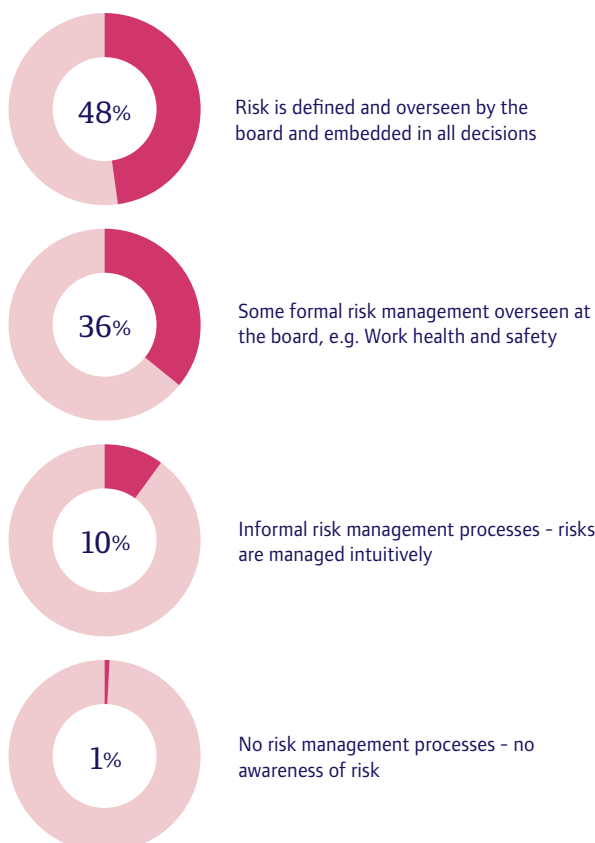 48%
Risk is defined and overseen by the
board and embedded in all decisions
36%
Some formal risk management overseen at
the board, e.g. Work health and safety
10%
Informal risk management processes - risks
are managed intuitively
1%
No risk management processes - no
awareness of risk